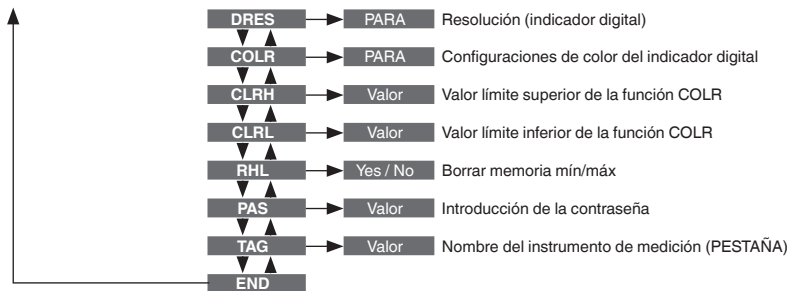 DRES PARA Resolución (indicador digital)
COLR PARA Configuraciones de color del indicador digital
CLRH Valor Valor límite superior de la función COLR
CLRL Valor Valor límite inferior de la función COLR
RHL Yes / No Borrar memoria mín/máx
PAS Valor Introducción de la contraseña
TAG Valor Nombre del instrumento de medición (PESTAÑA)
END